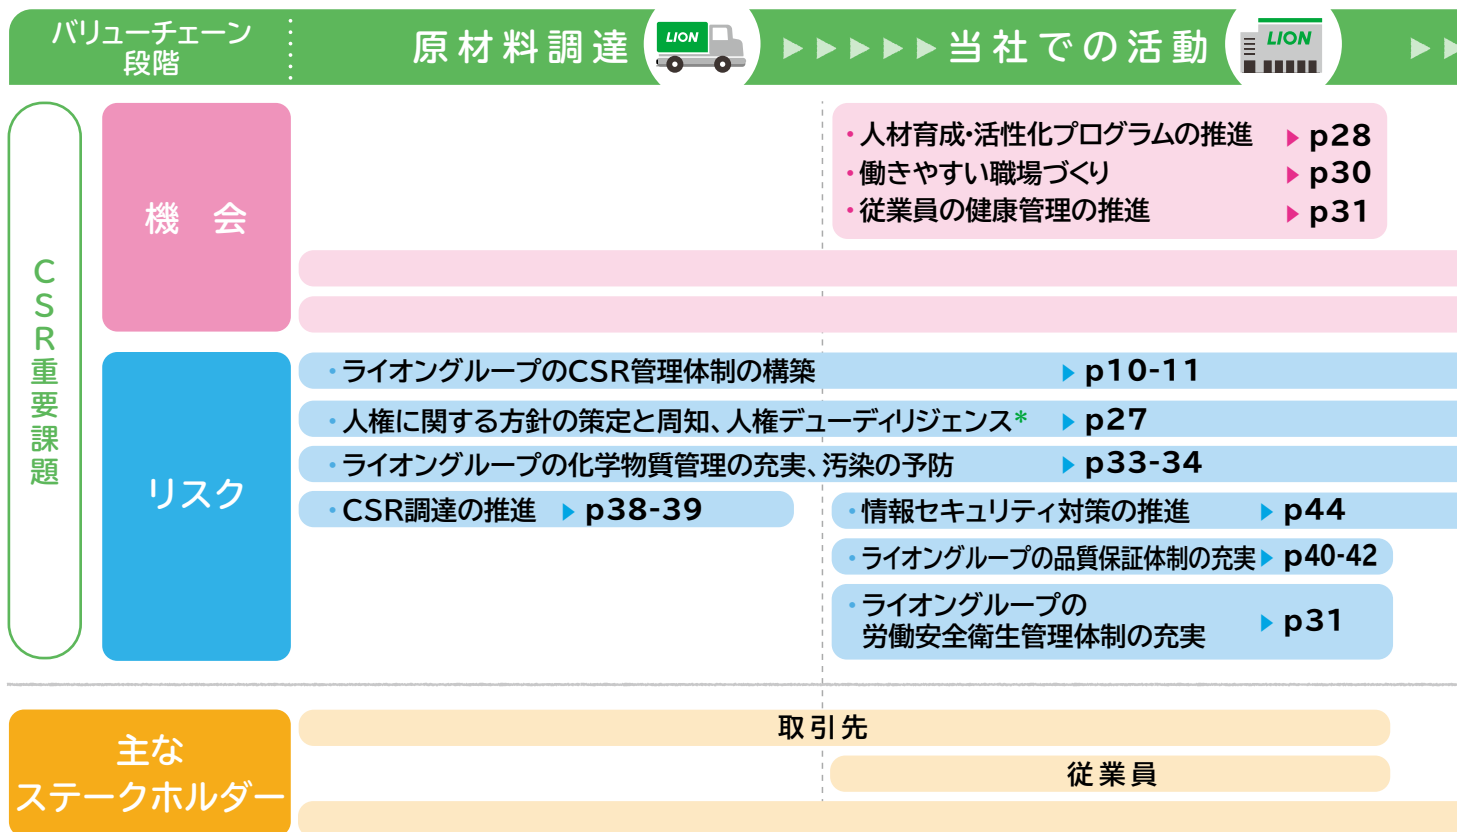 バリューチェーン
段階
原材料調達
LION
▶▶▶▶▶
当社での活動
LION
▶▶
CSR重要課題
機 会
・人材育成・活性化プログラムの推進 ▶ p28
・働きやすい職場づくり ▶ p30
・従業員の健康管理の推進 ▶ p31
リスク
・ライオングループのCSR管理体制の構築 ▶ p10-11
・人権に関する方針の策定と周知、人権デューディリジェンス* ▶ p27
・ライオングループの化学物質管理の充実、汚染の予防 ▶ p33-34
・CSR調達の推進 ▶ p38-39
・情報セキュリティ対策の推進 ▶ p44
・ライオングループの品質保証体制の充実 ▶ p40-42
・ライオングループの
労働安全衛生管理体制の充実 ▶ p31
主な
ステークホルダー
取引先
従業員